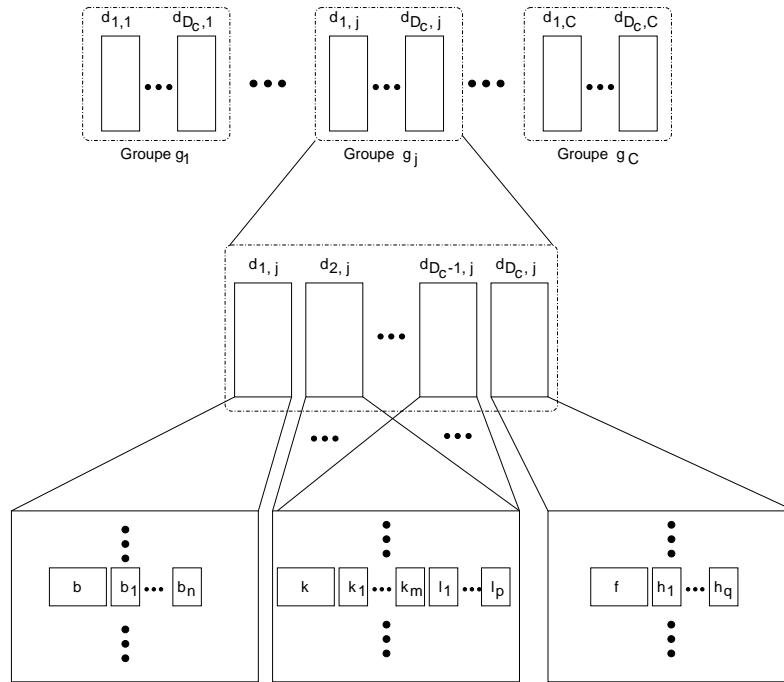 d1,1 dDc,1 d1,j dDc,j d1,C dDc,C
Groupe g1 Groupe gj Groupe gC
d1,j d2,j dDc-1,j dDc,j
b b1 bn k k1 km l1 lp f h1 hq